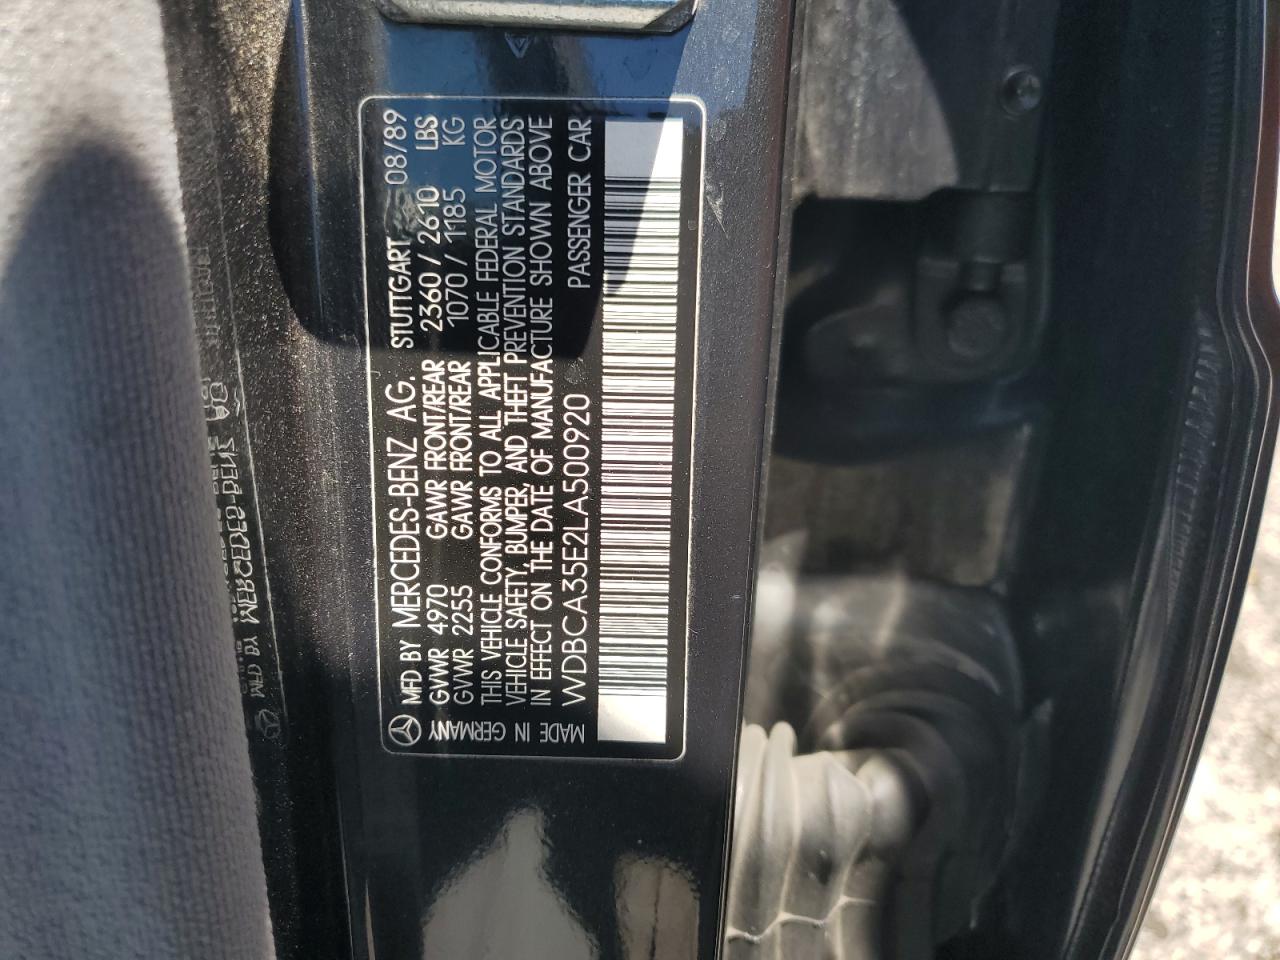 MFD BY MERCEDES-BENZ AG. STUTTGART 08/89
GVWR 4970 GAWR FRONT/REAR 2360 / 2610 LBS
GVWR 2255 GAWR FRONT/REAR 1070 / 1185 KG
THIS VEHICLE CONFORMS TO ALL APPLICABLE FEDERAL MOTOR
VEHICLE SAFETY, BUMPER, AND THEFT PREVENTION STANDARDS
IN EFFECT ON THE DATE OF MANUFACTURE SHOWN ABOVE
WDBCA35E2LA500920 PASSENGER CAR
MADE IN GERMANY